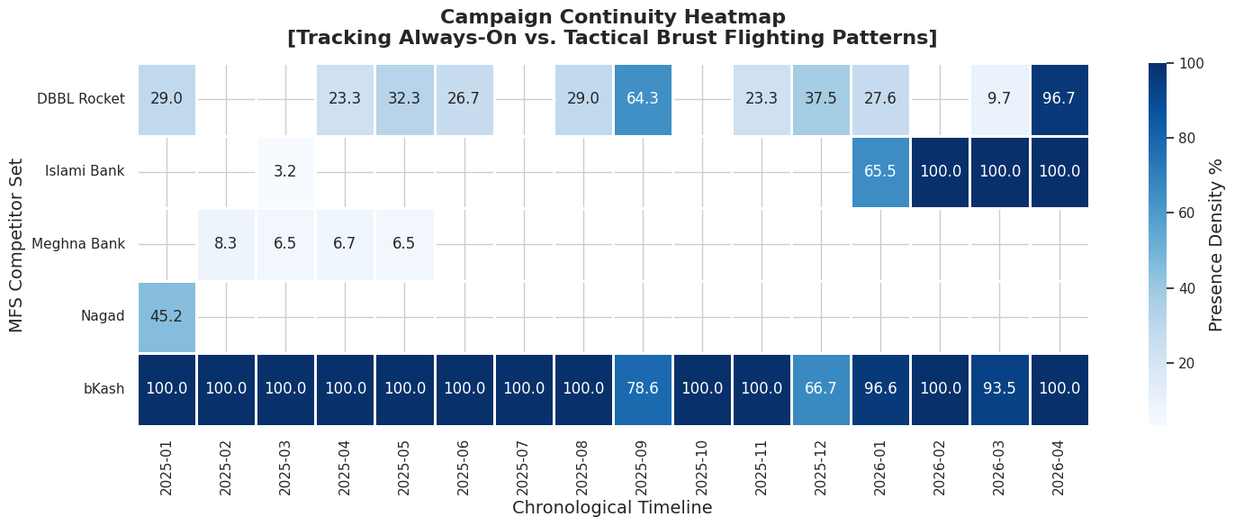 Campaign Continuity Heatmap
[Tracking Always-On vs. Tactical Brust Flighting Patterns]
MFS Competitor Set
DBBL Rocket 29.0 23.3 32.3 26.7 29.0 64.3 23.3 37.5 27.6 9.7 96.7
Islami Bank 3.2 65.5 100.0 100.0 100.0
Meghna Bank 8.3 6.5 6.7 6.5
Nagad 45.2
bKash 100.0 100.0 100.0 100.0 100.0 100.0 100.0 100.0 78.6 100.0 100.0 66.7 96.6 100.0 93.5 100.0
2025-01 2025-02 2025-03 2025-04 2025-05 2025-06 2025-07 2025-08 2025-09 2025-10 2025-11 2025-12 2026-01 2026-02 2026-03 2026-04
Chronological Timeline
100
80
60
40
20
Presence Density %